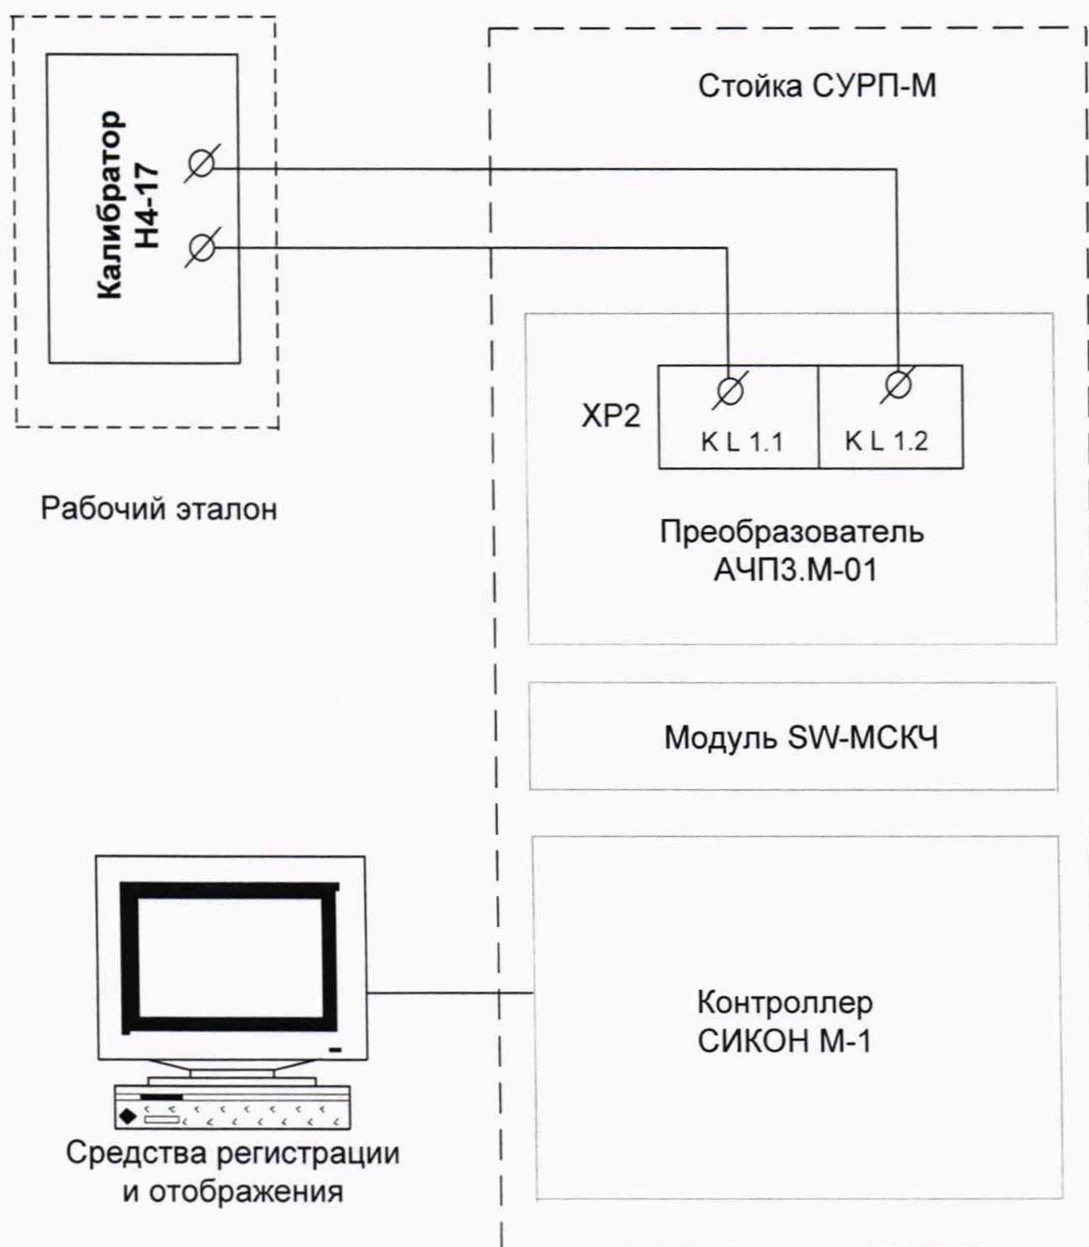 Калибратор
Н4-17
Стойка СУРП-М
ХР2
K L 1.1
K L 1.2
Рабочий эталон
Преобразователь
АЧП3.М-01
Модуль SW-МСКЧ
Контроллер
СИКОН М-1
Средства регистрации
и отображения